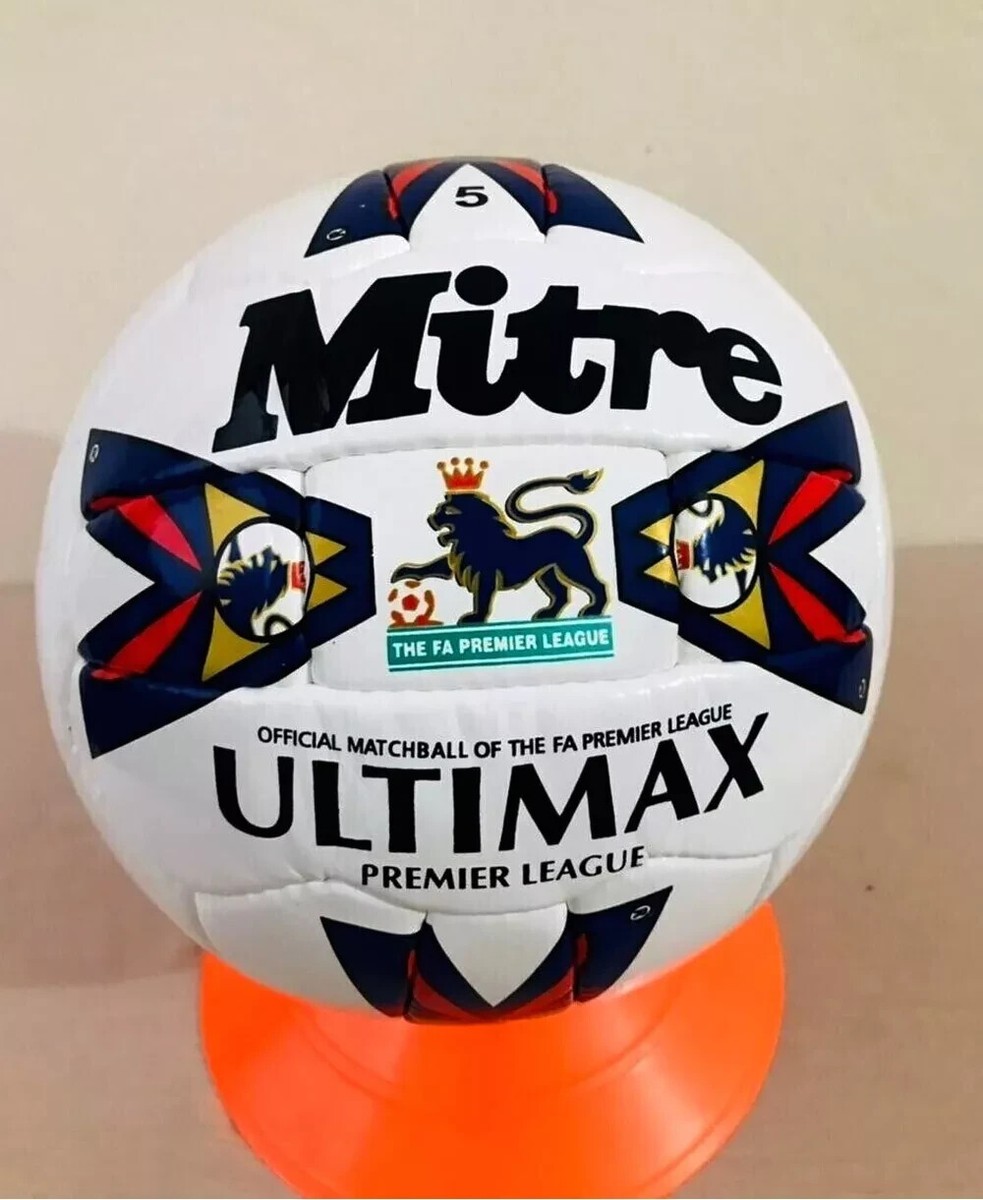 5
Mitre
THE FA PREMIER LEAGUE
OFFICIAL MATCHBALL OF THE FA PREMIER LEAGUE
ULTIMAX
PREMIER LEAGUE